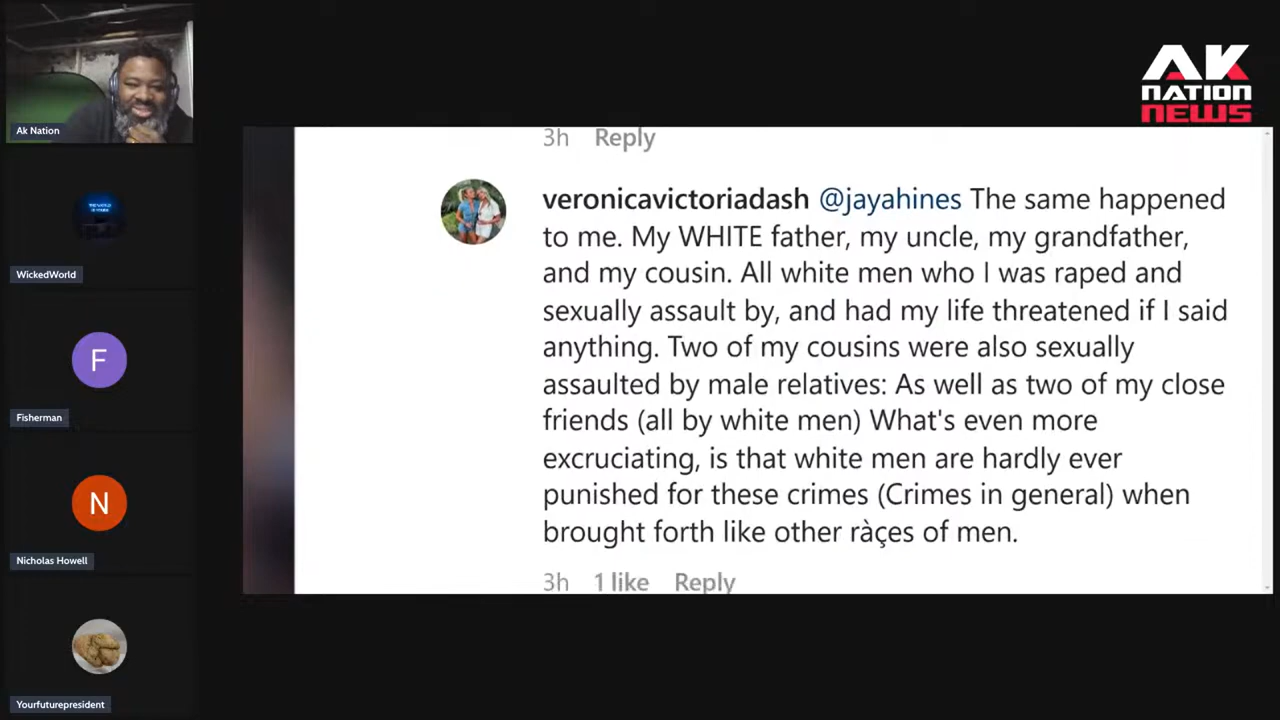 AK
NATION
NEWS
Ak Nation
WickedWorld
F
Fisherman
N
Nicholas Howell
Yourfuturepresident
3h Reply
veronicavictoriadash @jayahines The same happened
to me. My WHITE father, my uncle, my grandfather,
and my cousin. All white men who I was raped and
sexually assault by, and had my life threatened if I said
anything. Two of my cousins were also sexually
assaulted by male relatives: As well as two of my close
friends (all by white men) What's even more
excruciating, is that white men are hardly ever
punished for these crimes (Crimes in general) when
brought forth like other ràçes of men.
3h 1 like Reply